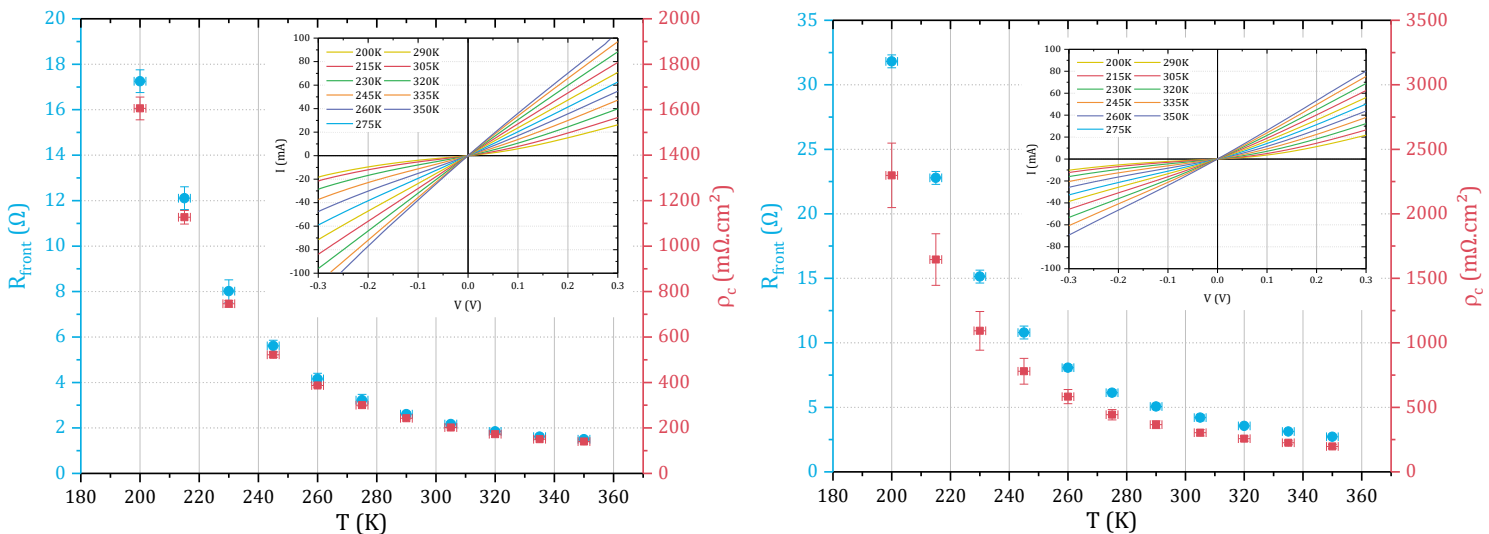 20
18
16
14
12
10
8
6
4
2
0
R_front (Ω)
180 200 220 240 260 280 300 320 340 360
T (K)
2000
1800
1600
1400
1200
1000
800
600
400
200
0
ρ_c (mΩ.cm²)
100
80
60
40
20
0
-20
-40
-60
-80
-100
I (mA)
-0.3 -0.2 -0.1 0.0 0.1 0.2 0.3
V (V)
200K 290K
215K 305K
230K 320K
245K 335K
260K 350K
275K
35
30
25
20
15
10
5
0
R_front (Ω)
180 200 220 240 260 280 300 320 340 360
T (K)
3500
3000
2500
2000
1500
1000
500
0
ρ_c (mΩ.cm²)
100
80
60
40
20
0
-20
-40
-60
-80
-100
I (mA)
-0.3 -0.2 -0.1 0.0 0.1 0.2 0.3
V (V)
200K 290K
215K 305K
230K 320K
245K 335K
260K 350K
275K